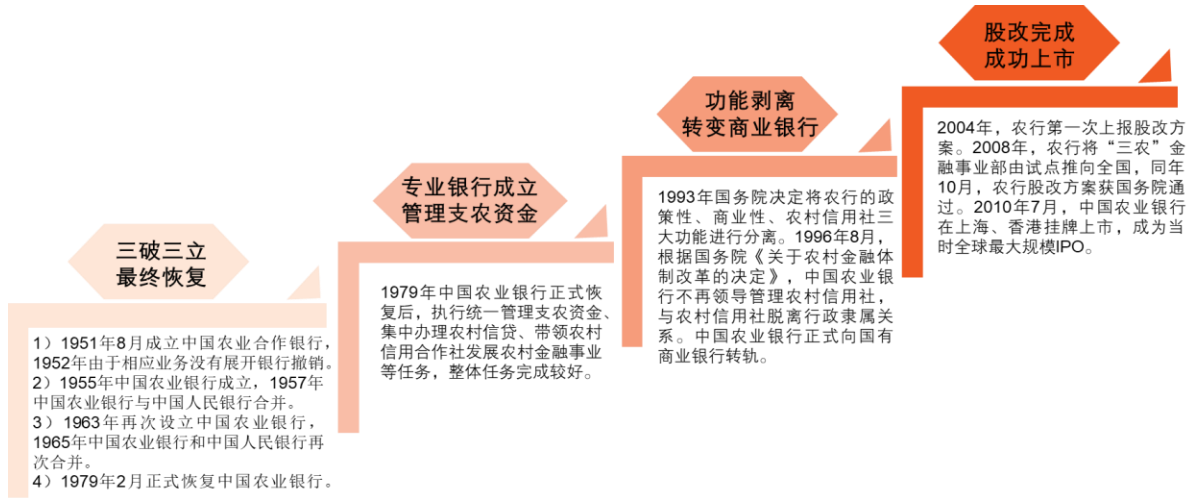 三破三立
最终恢复
1）1951年8月成立中国农业合作银行，
1952年由于相应业务没有展开银行撤销。
2）1955年中国农业银行成立，1957年
中国农业银行与中国人民银行合并。
3）1963年再次设立中国农业银行，
1965年中国农业银行和中国人民银行再
次合并。
4）1979年2月正式恢复中国农业银行。
专业银行成立
管理支农资金
1979年中国农业银行正式恢
复后，执行统一管理支农资金、
集中办理农村信贷、带领农村
信用合作社发展农村金融事业
等任务，整体任务完成较好。
功能剥离
转变商业银行
1993年国务院决定将农行的政
策性、商业性、农村信用社三
大功能进行分离。1996年8月，
根据国务院《关于农村金融体
制改革的决定》，中国农业银
行不再领导管理农村信用社，
与农村信用社脱离行政隶属关
系。中国农业银行正式向国有
商业银行转轨。
股改完成
成功上市
2004年，农行第一次上报股改方
案。2008年，农行将“三农”金
融事业部由试点推向全国，同年
10月，农行股改方案获国务院通
过。2010年7月，中国农业银行
在上海、香港挂牌上市，成为当
时全球最大规模IPO。